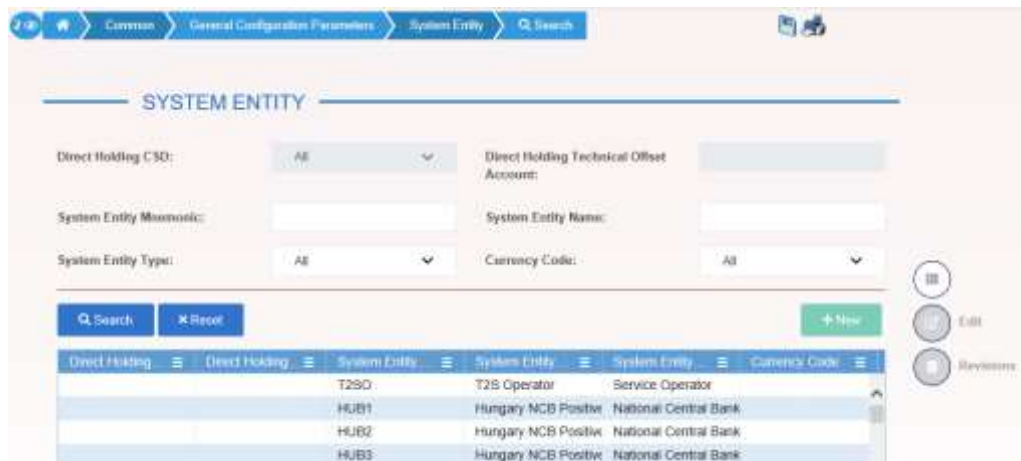 Common General Configuration Parameters System Entity Search
SYSTEM ENTITY
Direct Holding CSD: All Direct Holding Technical Offset
Account:
System Entity Mnemonic: System Entity Name:
System Entity Type: All Currency Code: All
Search Reset New
Edit
Revisions
Direct Holding Direct Holding System Entity System Entity System Entity Currency Code
T2SO T2S Operator Service Operator
HUB1 Hungary NCB Positive National Central Bank
HUB2 Hungary NCB Positive National Central Bank
HUB3 Hungary NCB Positive National Central Bank